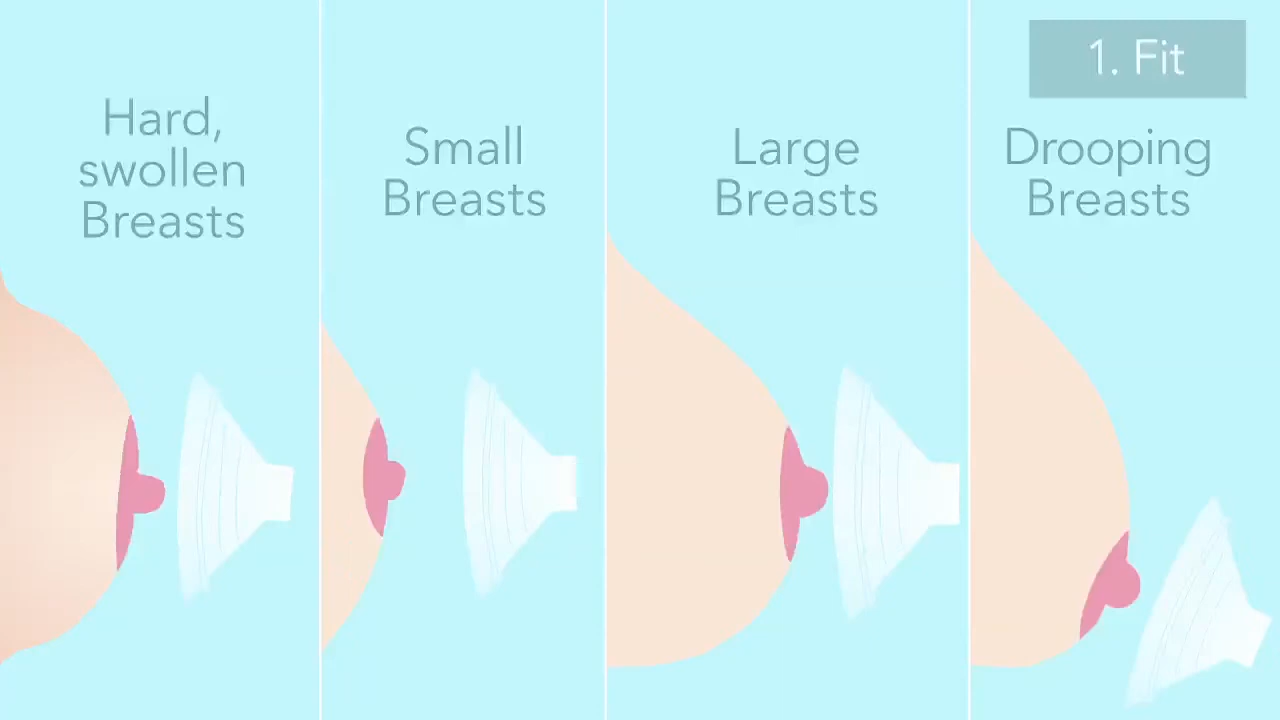 1. Fit
Hard,
swollen
Breasts
Small
Breasts
Large
Breasts
Drooping
Breasts